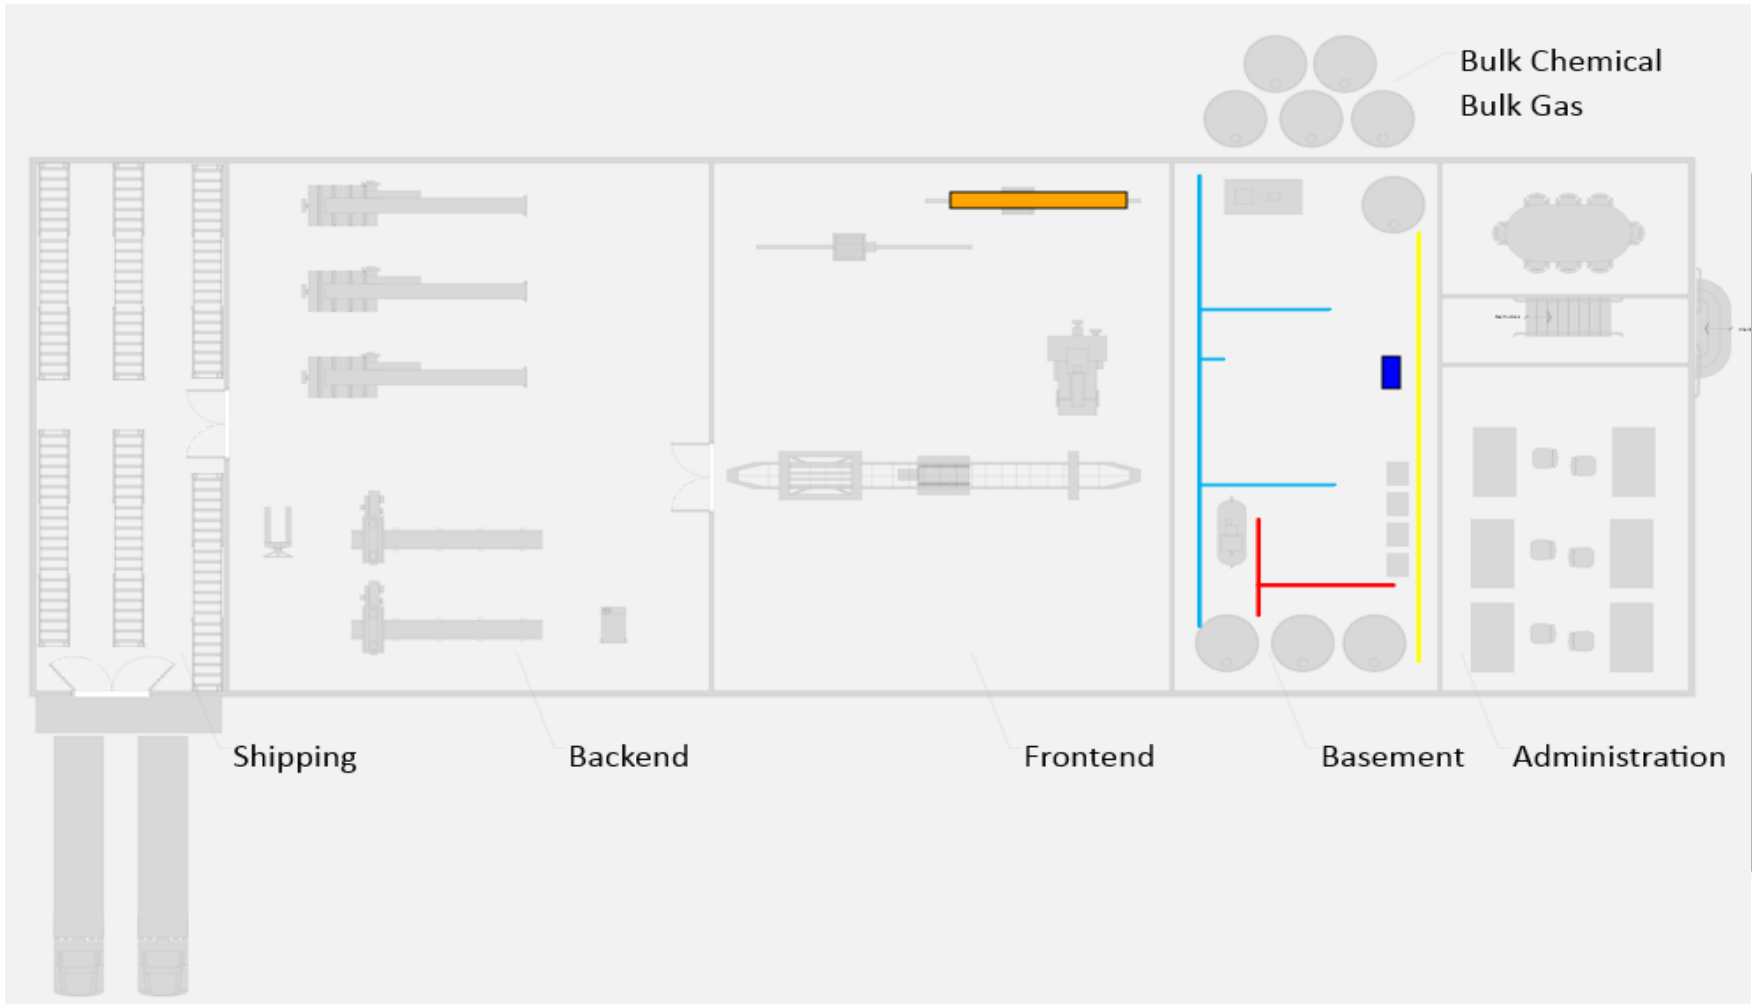 Bulk Chemical
Bulk Gas
Shipping
Backend
Frontend
Basement
Administration